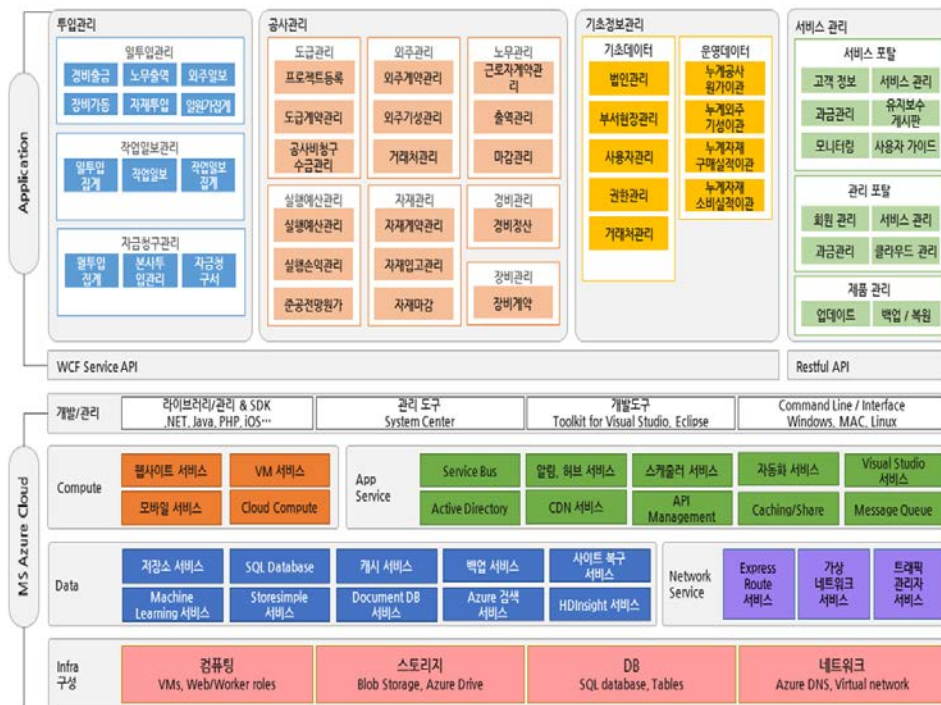 Application
투입관리
일투입관리
경비출금
노무출역
외주일보
장비가동
자재투입
일원가집계
작업일보관리
일투입
집계
작업일보
작업일보
집계
자금청구관리
월투입
집계
본사투
입관리
자금청
구서
공사관리
도급관리
프로젝트등록
도급계약관리
공사비청구
수금관리
외주관리
외주계약관리
외주기성관리
거래처관리
노무관리
근로자계약관
리
출역관리
마감관리
실행예산관리
실행예산관리
실행손익관리
준공전망원가
자재관리
자재계약관리
자재입고관리
자재마감
경비관리
경비정산
장비관리
장비계약
기초정보관리
기초데이터
법인관리
부서현장관리
사용자관리
권한관리
거래처관리
운영데이터
누계공사
원가이관
누계외주
기성이관
누계자재
구매실적이관
누계자재
소비실적이관
서비스 관리
서비스 포탈
고객 정보
서비스 관리
과금관리
유지보수
게시판
모니터링
사용자 가이드
관리 포탈
회원 관리
서비스 관리
과금관리
클라우드 관리
제품 관리
업데이트
백업 / 복원
WCF Service API
Restful API
MS Azure Cloud
개발/관리
라이브러리/관리 & SDK
.NET, Java, PHP, iOS…
관리 도구
System Center
개발도구
Toolkit for Visual Studio, Eclipse
Command Line / Interface
Windows, MAC, Linux
Compute
웹사이트 서비스
VM 서비스
모바일 서비스
Cloud Compute
App
Service
Service Bus
알림, 허브 서비스
스케줄러 서비스
자동화 서비스
Visual Studio
서비스
Active Directory
CDN 서비스
API
Management
Caching/Share
Message Queue
Data
저장소 서비스
SQL Database
캐시 서비스
백업 서비스
사이트 복구
서비스
Machine
Learning 서비스
Storesimple
서비스
Document DB
서비스
Azure 검색
서비스
HDInsight 서비스
Network
Service
Express
Route
서비스
가상
네트워크
서비스
트래픽
관리자
서비스
Infra
구성
컴퓨팅
VMs, Web/Worker roles
스토리지
Blob Storage, Azure Drive
DB
SQL database, Tables
네트워크
Azure DNS, Virtual network